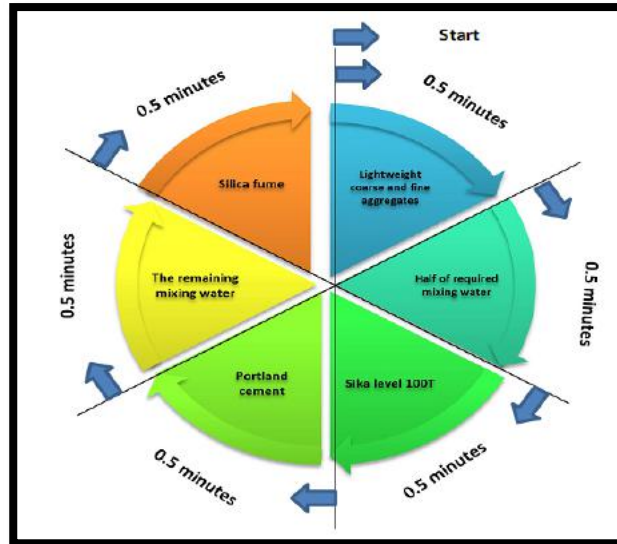 Start
0.5 minutes
Lightweight
coarse and fine
aggregates
0.5 minutes
Half of required
mixing water
0.5 minutes
Sika level 100T
0.5 minutes
Portland
cement
0.5 minutes
The remaining
mixing water
0.5 minutes
Silica fume